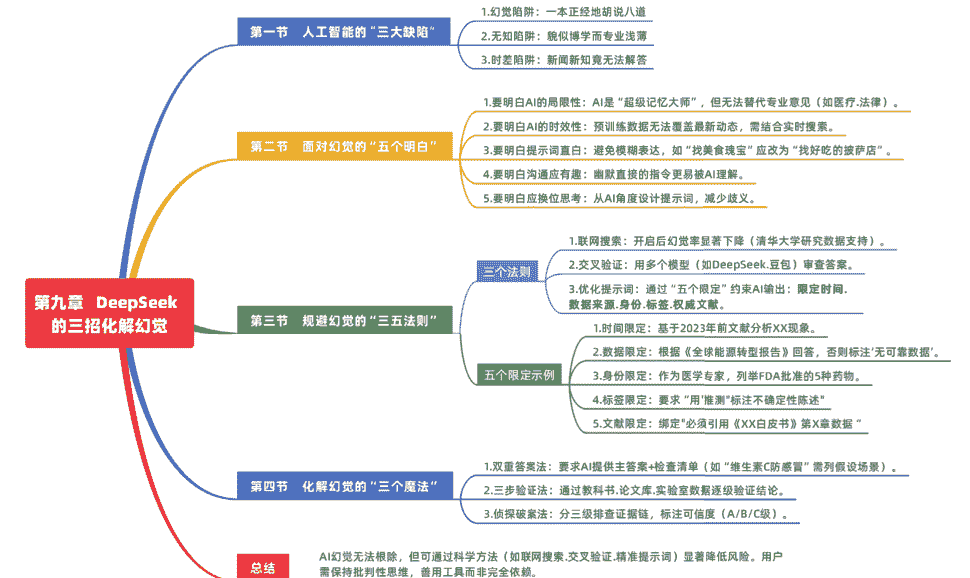 第九章 DeepSeek
的三招化解幻觉
第一节 人工智能的“三大缺陷”
1.幻觉陷阱：一本正经地胡说八道
2.无知陷阱：貌似博学而专业浅薄
3.时差陷阱：新闻新知竟无法解答
第二节 面对幻觉的“五个明白”
1.要明白AI的局限性：AI是“超级记忆大师”，但无法替代专业意见（如医疗.法律）。
2.要明白AI的时效性：预训练数据无法覆盖最新动态，需结合实时搜索。
3.要明白提示词直白：避免模糊表达，如“找美食瑰宝”应改为“找好吃的披萨店”。
4.要明白沟通应有趣：幽默直接的指令更易被AI理解。
5.要明白应换位思考：从AI角度设计提示词，减少歧义。
第三节 规避幻觉的“三五法则”
三个法则
1.联网搜索：开启后幻觉率显著下降（清华大学研究数据支持）。
2.交叉验证：用多个模型（如DeepSeek.豆包）审查答案。
3.优化提示词：通过“五个限定”约束AI输出：限定时间.
数据来源.身份.标签.权威文献。
五个限定示例
1.时间限定：基于2023年前文献分析XX现象。
2.数据限定：根据《全球能源转型报告》回答，否则标注‘无可靠数据’。
3.身份限定：作为医学专家，列举FDA批准的5种药物。
4.标签限定：要求“用‘推测”标注不确定性陈述"
5.文献限定：绑定"必须引用《XX白皮书》第X章数据“
第四节 化解幻觉的“三个魔法”
1.双重答案法：要求AI提供主答案+检查清单（如“维生素C防感冒”需列假设场景）。
2.三步验证法：通过教科书.论文库.实验室数据逐级验证结论。
3.侦探破案法：分三级排查证据链，标注可信度（A/B/C级）。
总结
AI幻觉无法根除，但可通过科学方法（如联网搜索.交叉验证.精准提示词）显著降低风险。用户
需保持批判性思维，善用工具而非完全依赖。